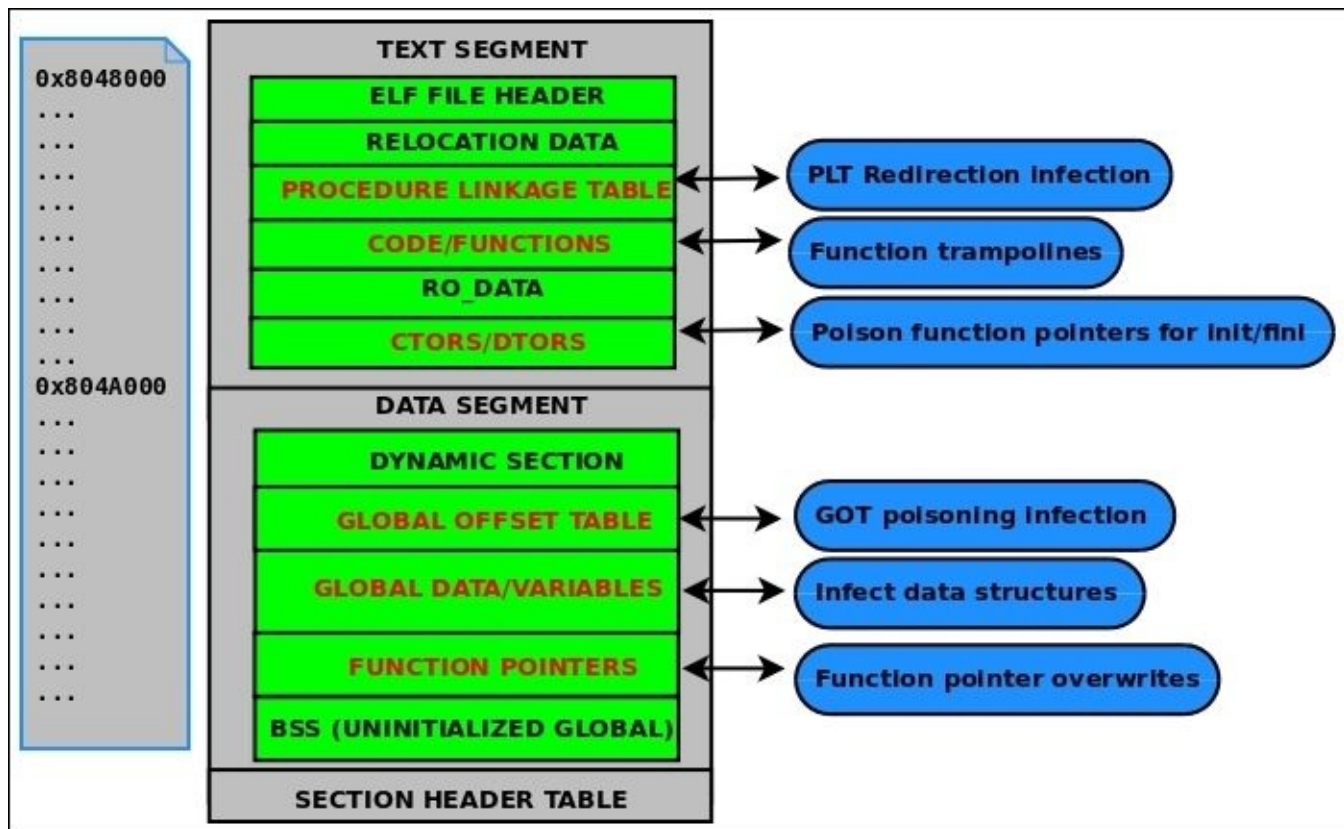 0x8048000
...
...
...
...
...
...
...
...
...
0x804A000
...
...
...
...
...
...
...
...
...
...
TEXT SEGMENT
ELF FILE HEADER
RELOCATION DATA
PROCEDURE LINKAGE TABLE
PLT Redirection infection
CODE/FUNCTIONS
Function trampolines
RO_DATA
CTORS/DTORS
Poison function pointers for init/fini
DATA SEGMENT
DYNAMIC SECTION
GLOBAL OFFSET TABLE
GOT poisoning infection
GLOBAL DATA/VARIABLES
Infect data structures
FUNCTION POINTERS
Function pointer overwrites
BSS (UNINITIALIZED GLOBAL)
SECTION HEADER TABLE